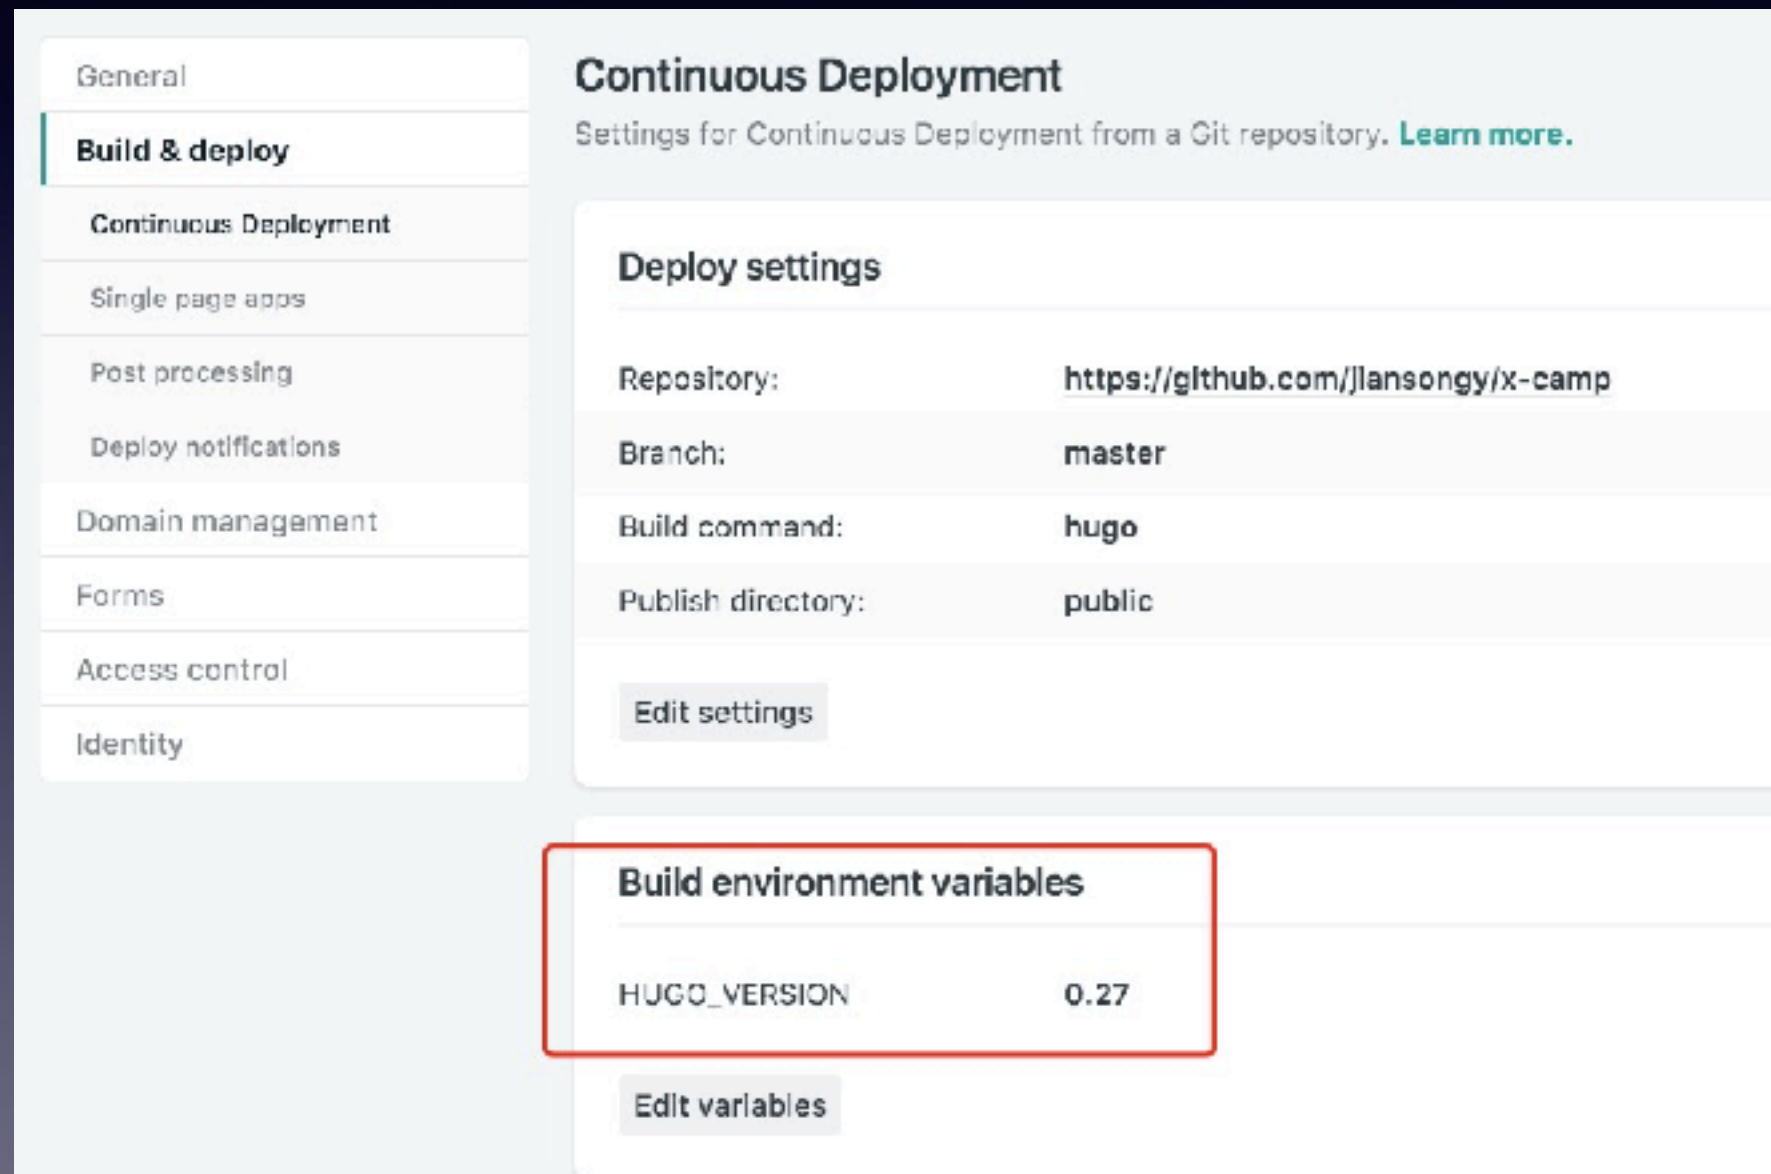 General
Build & deploy
Continuous Deployment
Single page apps
Post processing
Deploy notifications
Domain management
Forms
Access control
Identity
Continuous Deployment
Settings for Continuous Deployment from a Git repository. Learn more.
Deploy settings
Repository: https://github.com/jiansongy/x-camp
Branch: master
Build command: hugo
Publish directory: public
Edit settings
Build environment variables
HUGO_VERSION 0.27
Edit variables